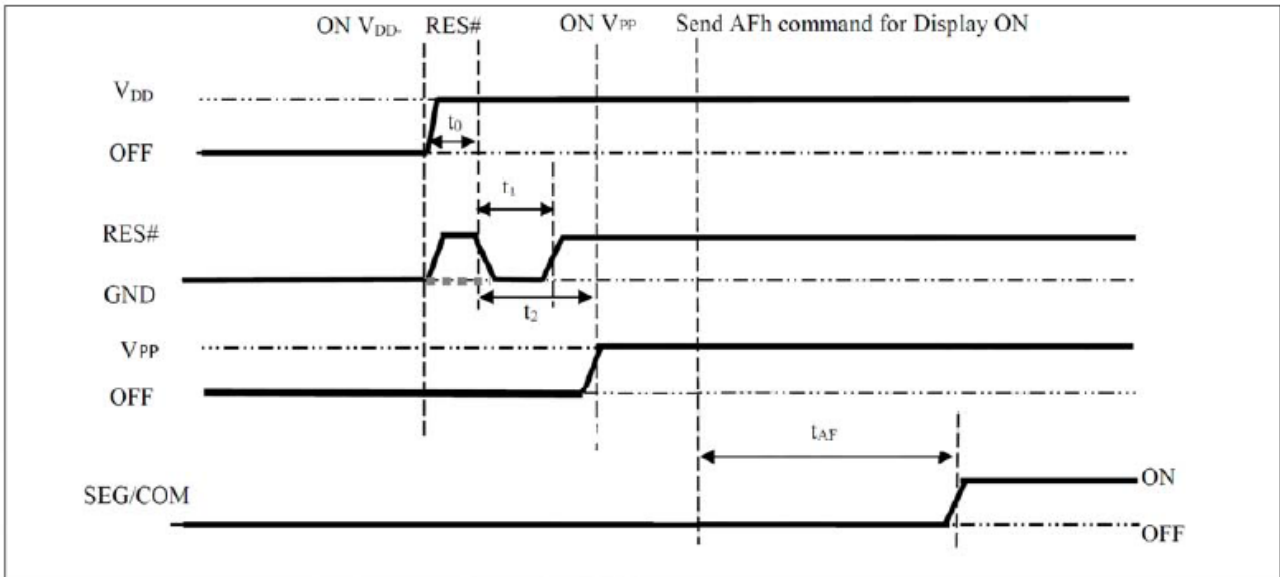 ON VDD- RES# ON VPP Send AFh command for Display ON
VDD
t0
OFF
t1
RES#
GND
t2
VPP
OFF
tAF
ON
SEG/COM
OFF